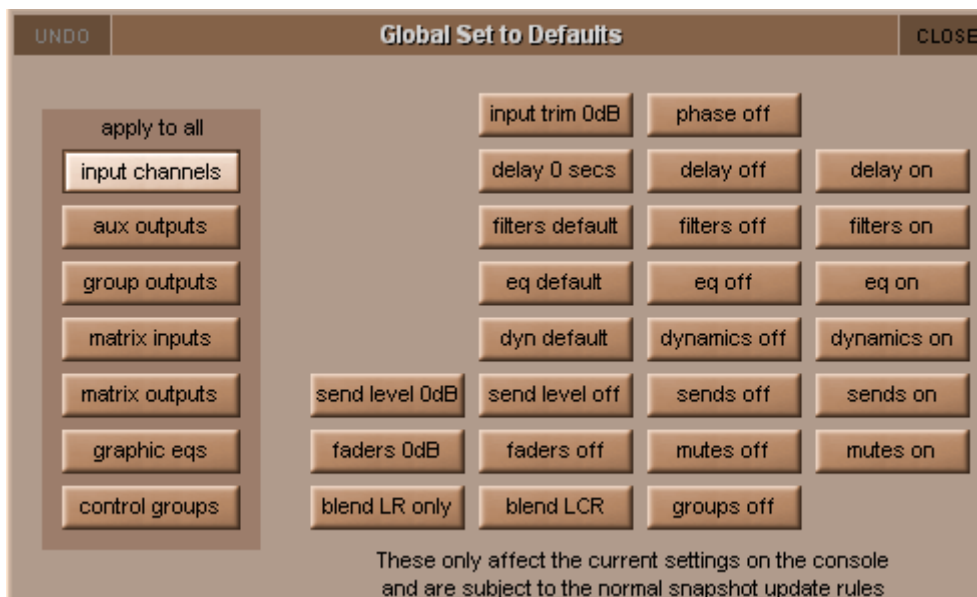 UNDO
Global Set to Defaults
CLOSE
apply to all
input channels
aux outputs
group outputs
matrix inputs
matrix outputs
graphic eqs
control groups
input trim 0dB
phase off
delay 0 secs
delay off
delay on
filters default
filters off
filters on
eq default
eq off
eq on
dyn default
dynamics off
dynamics on
send level 0dB
send level off
sends off
sends on
faders 0dB
faders off
mutes off
mutes on
blend LR only
blend LCR
groups off
These only affect the current settings on the console
and are subject to the normal snapshot update rules